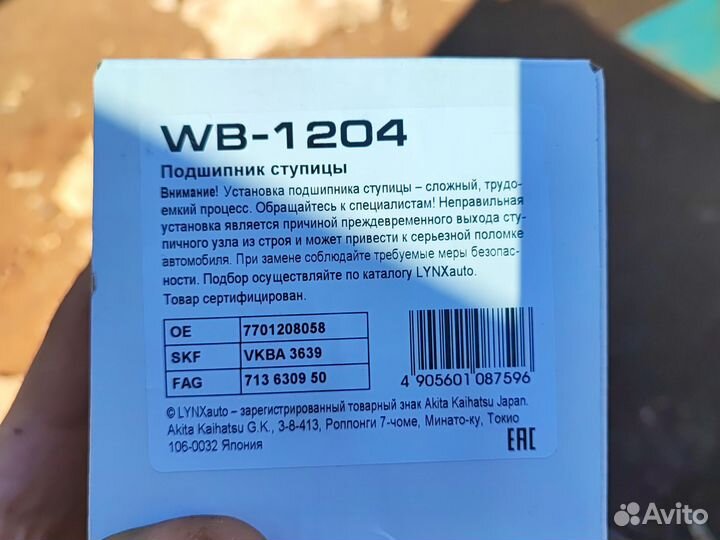 WB-1204
Подшипник ступицы
Внимание! Установка подшипника ступицы – сложный, трудо-
емкий процесс. Обращайтесь к специалистам! Неправильная
установка является причиной преждевременного выхода сту-
пичного узла из строя и может привести к серьезной поломке
автомобиля. При замене соблюдайте требуемые меры безопас-
ности. Подбор осуществляйте по каталогу LYNXauto.
Товар сертифицирован.
OE 7701208058
SKF VKBA 3639
FAG 713 6309 50
4 905601 087596
© LYNXauto – зарегистрированный товарный знак Akita Kaihatsu Japan.
Akita Kaihatsu G.K., 3-8-413, Роппонги 7-чоме, Минато-ку, Токио
106-0032 Япония
EAC
Avito